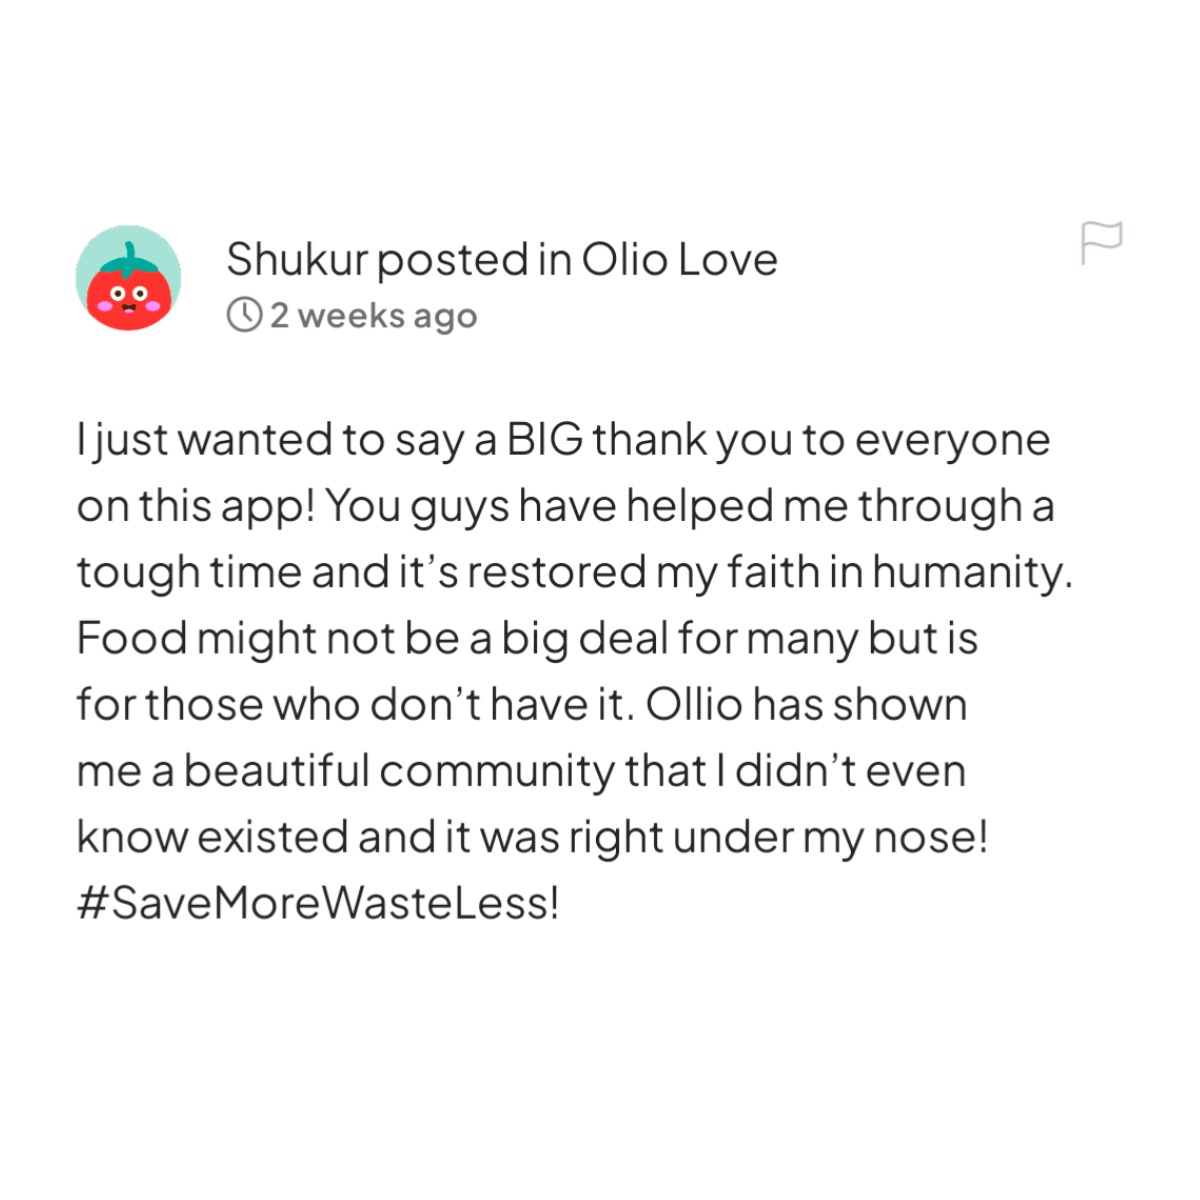 Shukur posted in Olio Love
2 weeks ago
I just wanted to say a BIG thank you to everyone
on this app! You guys have helped me through a
tough time and it’s restored my faith in humanity.
Food might not be a big deal for many but is
for those who don’t have it. Ollio has shown
me a beautiful community that I didn’t even
know existed and it was right under my nose!
#SaveMoreWasteLess!